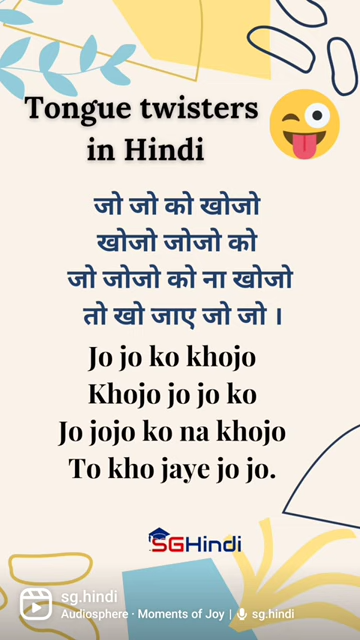 Tongue twisters
in Hindi
जो जो को खोजो
खोजो जोजो को
जो जोजो को ना खोजो
तो खो जाए जो जो ।
Jo jo ko khojo
Khojo jo jo ko
Jo jojo ko na khojo
To kho jaye jo jo.
SGHindi
sg.hindi
Audiosphere · Moments of Joy | sg.hindi